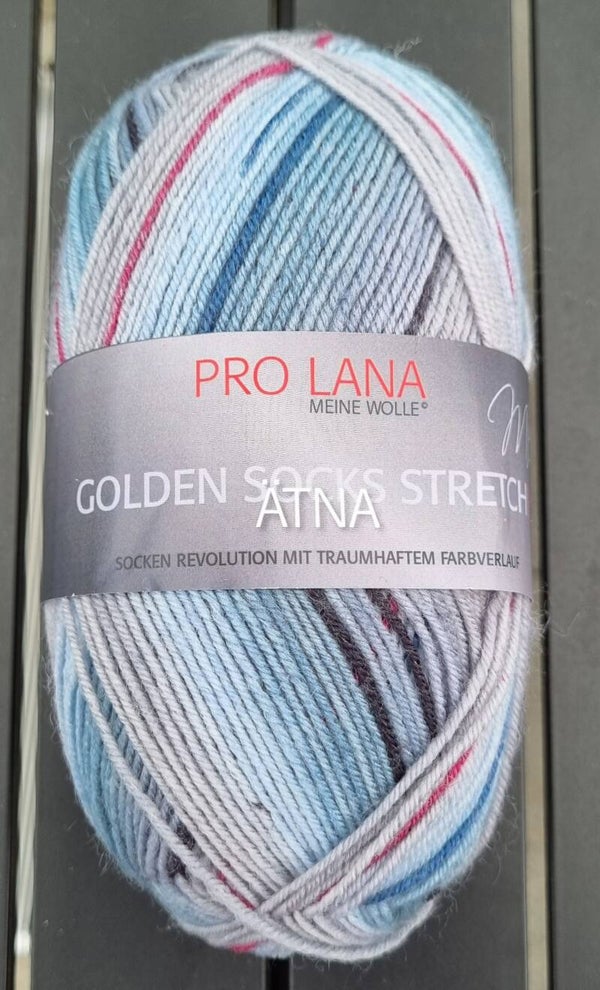 PRO LANA
MEINE WOLLE©
M
GOLDEN SOCKS STRETCH
ÄTNA
SOCKEN REVOLUTION MIT TRAUMHAFTEM FARBVERLAUF